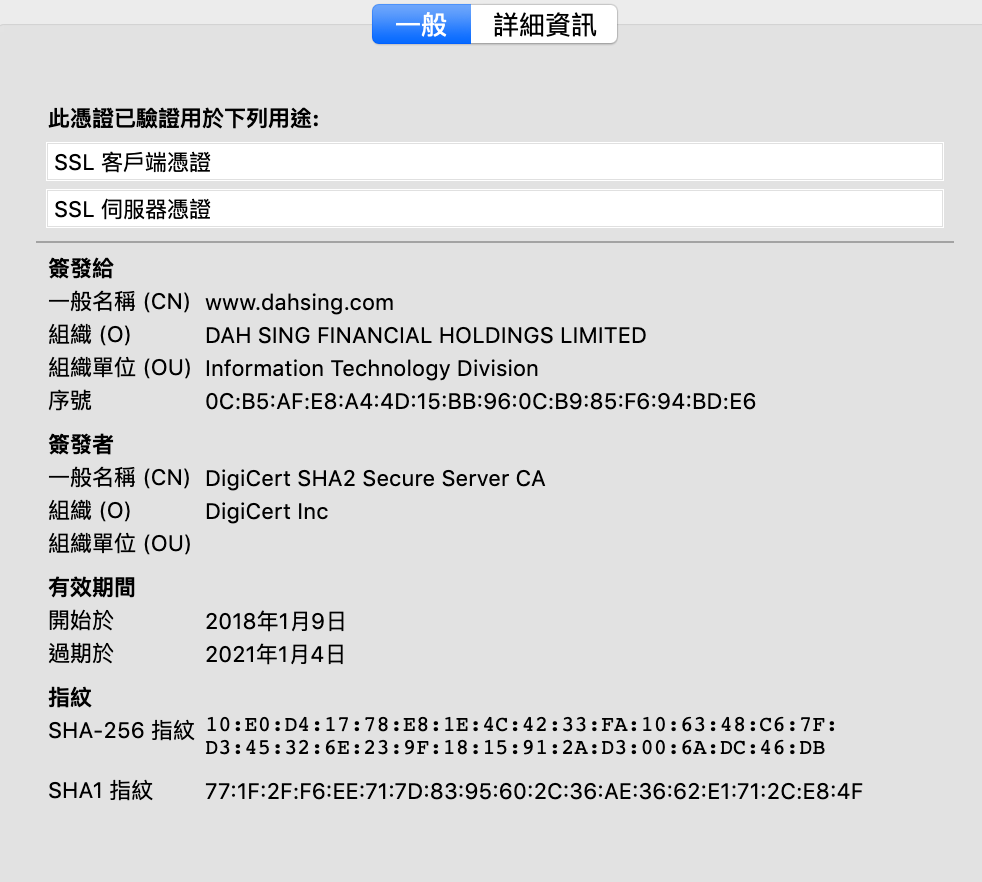 一般 詳細資訊
此憑證已驗證用於下列用途:
SSL 客戶端憑證
SSL 伺服器憑證
簽發給
一般名稱 (CN) www.dahsing.com
組織 (O) DAH SING FINANCIAL HOLDINGS LIMITED
組織單位 (OU) Information Technology Division
序號 0C:B5:AF:E8:A4:4D:15:BB:96:0C:B9:85:F6:94:BD:E6
簽發者
一般名稱 (CN) DigiCert SHA2 Secure Server CA
組織 (O) DigiCert Inc
組織單位 (OU)
有效期間
開始於 2018年1月9日
過期於 2021年1月4日
指紋
SHA-256 指紋 10:E0:D4:17:78:E8:1E:4C:42:33:FA:10:63:48:C6:7F:
D3:45:32:6E:23:9F:18:15:91:2A:D3:00:6A:DC:46:DB
SHA1 指紋 77:1F:2F:F6:EE:71:7D:83:95:60:2C:36:AE:36:62:E1:71:2C:E8:4F